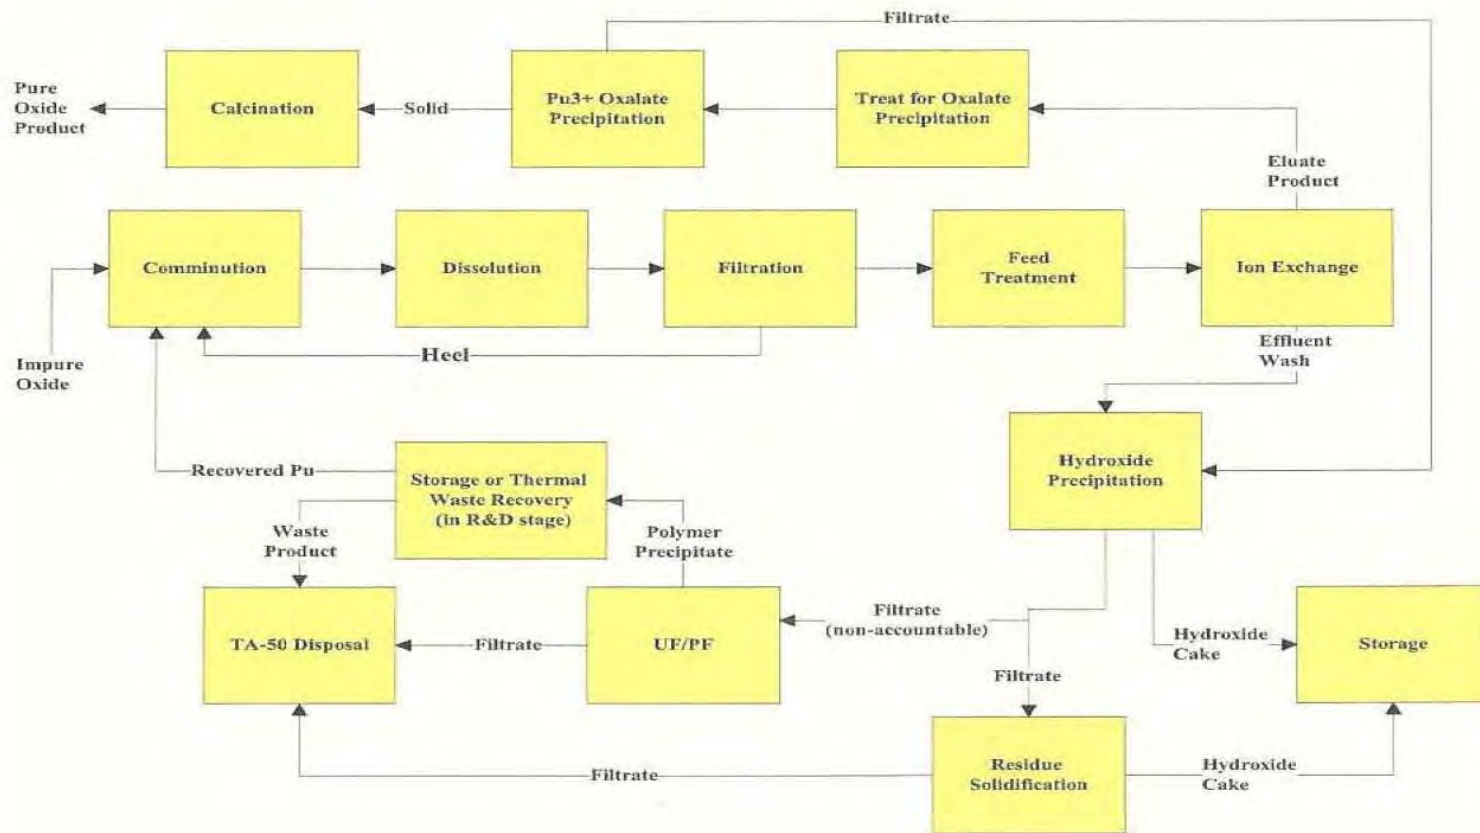 Filtrate
Pure
Oxide
Product
Calcination
Solid
Pu3+ Oxalate
Precipitation
Treat for Oxalate
Precipitation
Eluate
Product
Comminution
Dissolution
Filtration
Feed
Treatment
Ion Exchange
Impure
Oxide
Heel
Effluent
Wash
Recovered Pu
Storage or Thermal
Waste Recovery
(in R&D stage)
Hydroxide
Precipitation
Waste
Product
Polymer
Precipitate
TA-50 Disposal
Filtrate
UF/PF
Filtrate
(non-accountable)
Hydroxide
Cake
Storage
Filtrate
Filtrate
Residue
Solidification
Hydroxide
Cake